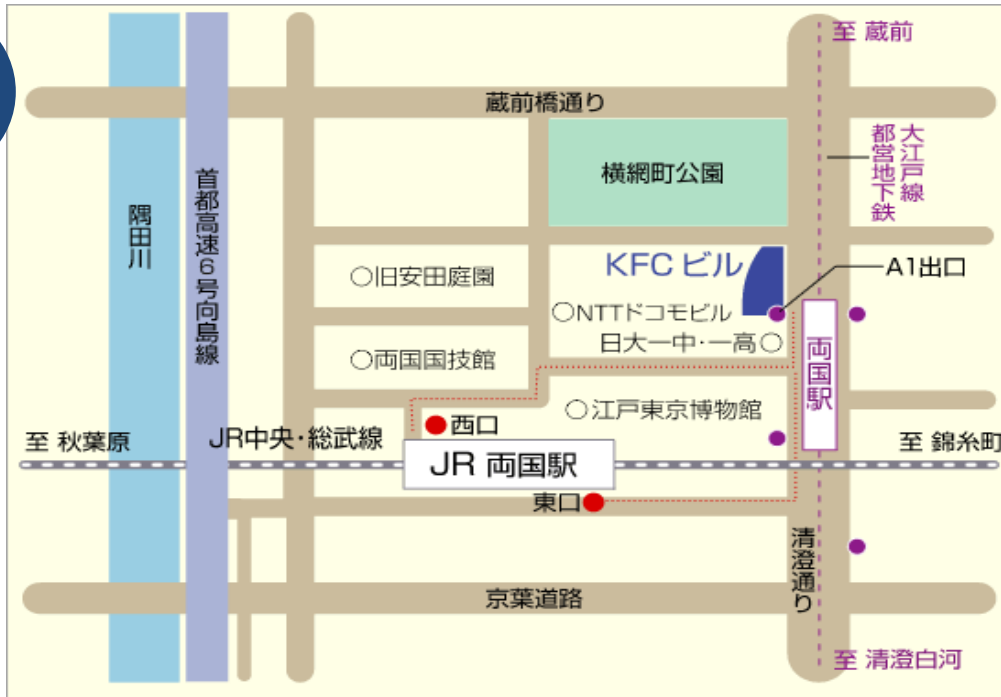 至 蔵前
蔵前橋通り
大江戸線
都営地下鉄
横網町公園
首都高速6号向島線
隅田川
KFC ビル
A1出口
○旧安田庭園
○NTTドコモビル
日大一中・一高○
両国駅
○両国国技館
○江戸東京博物館
西口
至 秋葉原
JR中央・総武線
至 錦糸町
JR 両国駅
東口
清澄通り
京葉道路
至 清澄白河